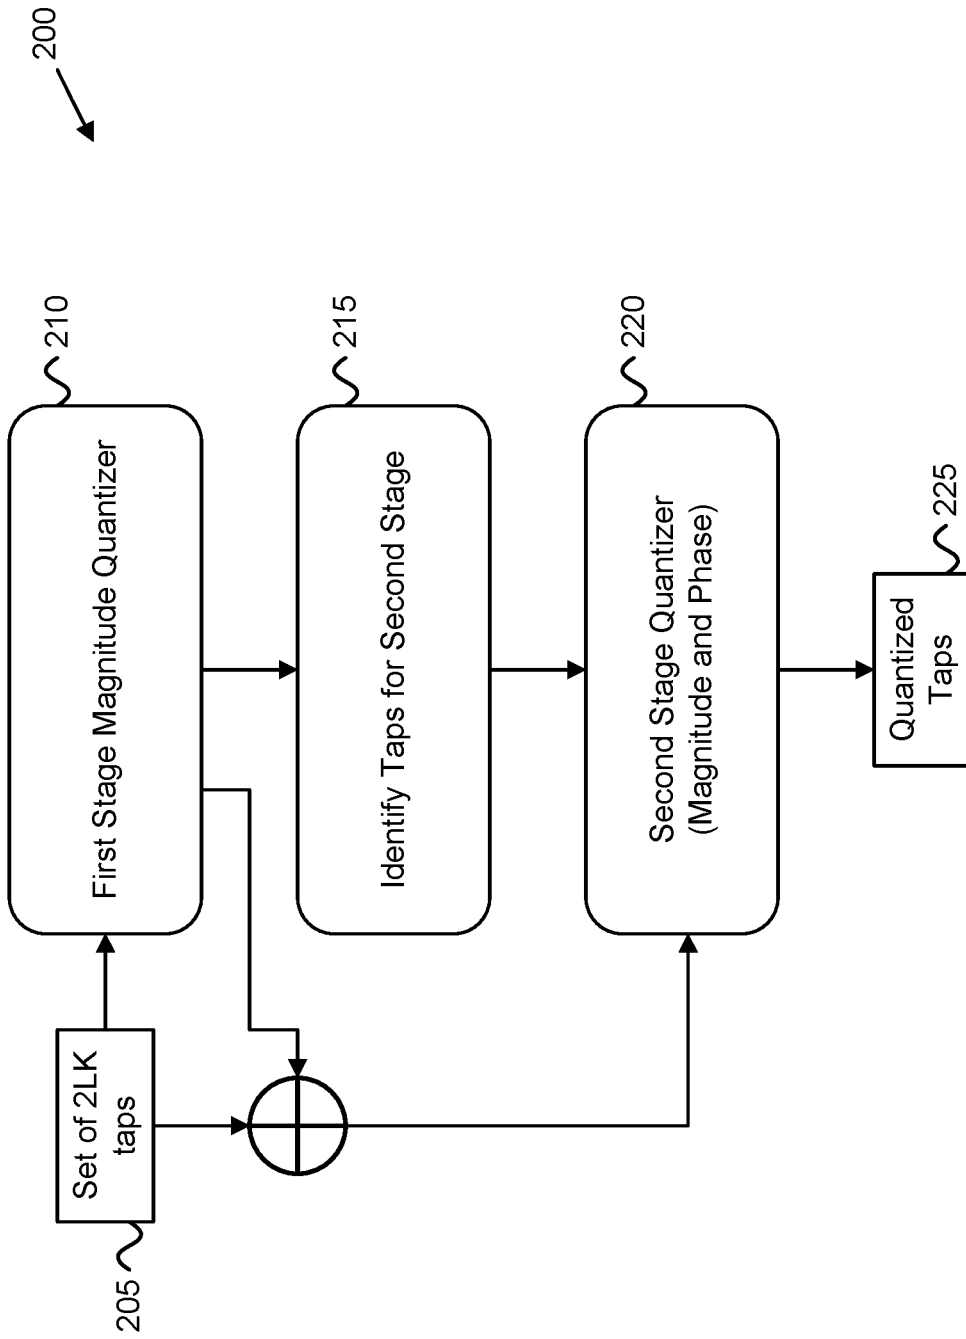 200
Set of 2LK
taps
205
First Stage Magnitude Quantizer
210
Identify Taps for Second Stage
215
Second Stage Quantizer
(Magnitude and Phase)
220
Quantized
Taps
225